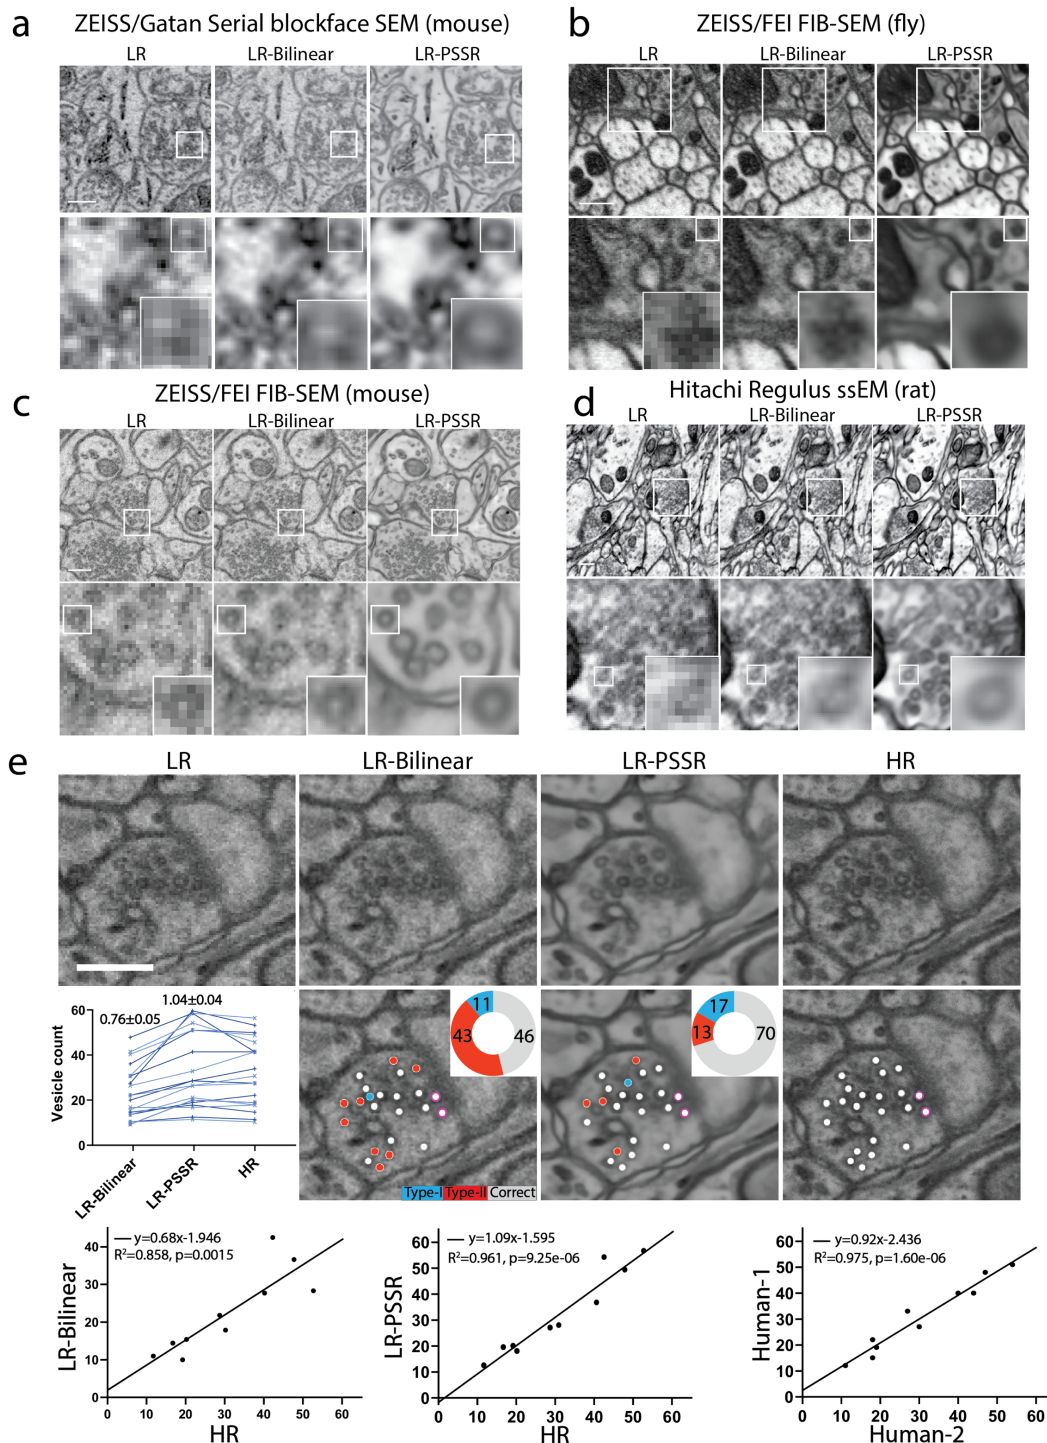 a ZEISS/Gatan Serial blockface SEM (mouse)
LR LR-Bilinear LR-PSSR
b ZEISS/FEI FIB-SEM (fly)
LR LR-Bilinear LR-PSSR
c ZEISS/FEI FIB-SEM (mouse)
LR LR-Bilinear LR-PSSR
d Hitachi Regulus ssEM (rat)
LR LR-Bilinear LR-PSSR
e
LR LR-Bilinear LR-PSSR HR
1.04±0.04
0.76±0.05
Vesicle count
60
40
20
0
LR-Bilinear
LR-PSSR
HR
11
43 46
17
13 70
Type-I Type-II Correct
y=0.68x-1.946
R²=0.858, p=0.0015
LR-Bilinear
40
30
20
10
0
0 10 20 30 40 50 60
HR
y=1.09x-1.595
R²=0.961, p=9.25e-06
LR-PSSR
60
50
40
30
20
10
0
0 10 20 30 40 50 60
HR
y=0.92x-2.436
R²=0.975, p=1.60e-06
Human-1
60
50
40
30
20
10
0
0 10 20 30 40 50 60
Human-2